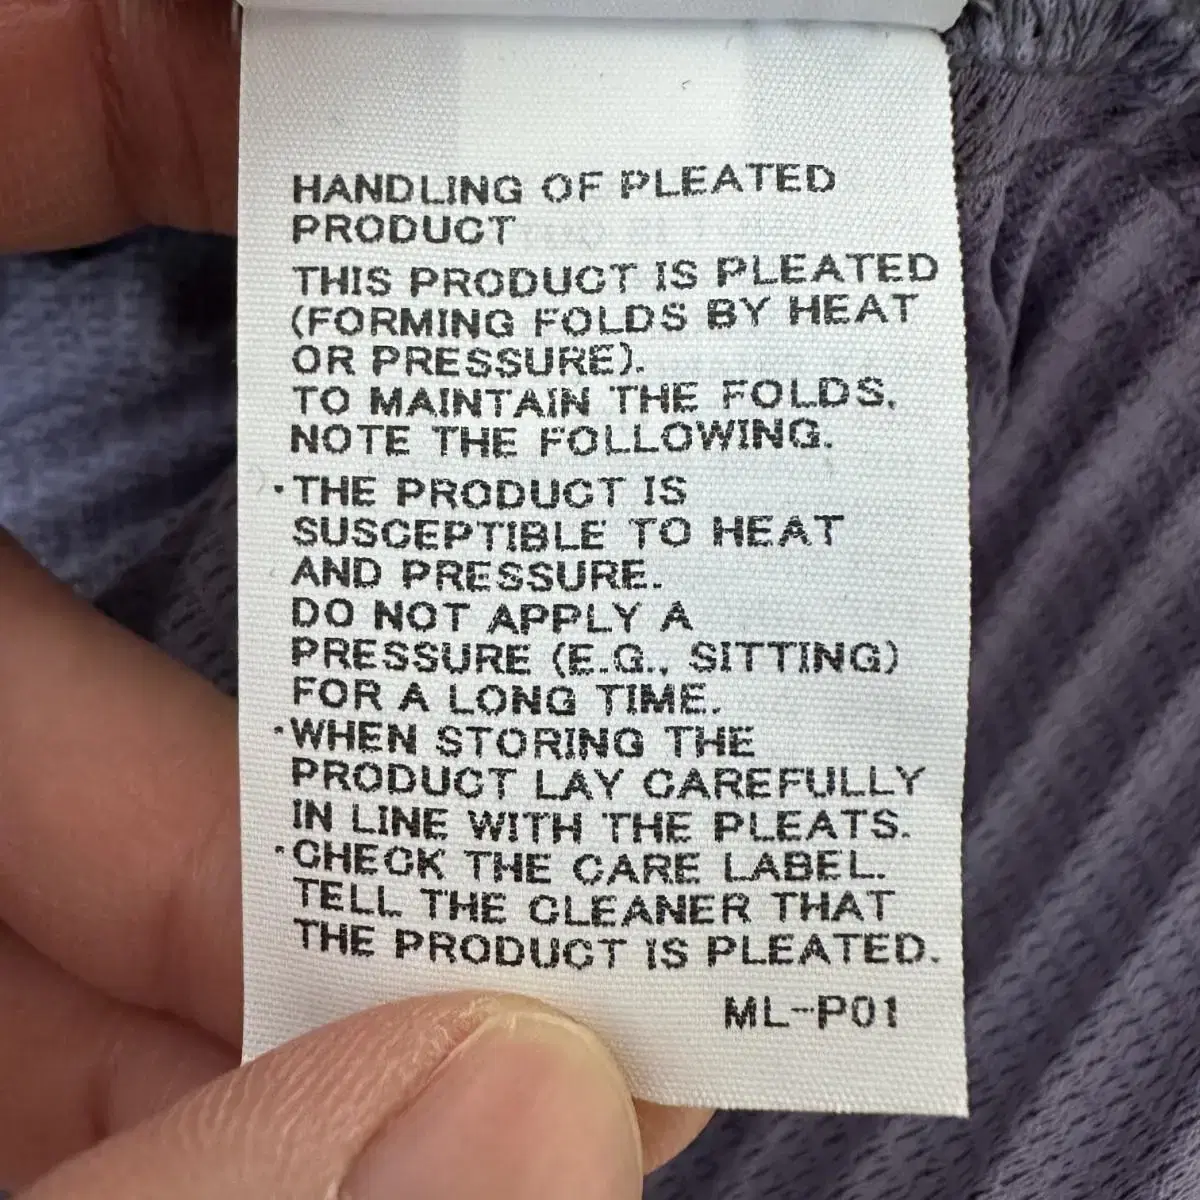 HANDLING OF PLEATED
PRODUCT
THIS PRODUCT IS PLEATED
(FORMING FOLDS BY HEAT
OR PRESSURE).
TO MAINTAIN THE FOLDS,
NOTE THE FOLLOWING.
·THE PRODUCT IS
SUSCEPTIBLE TO HEAT
AND PRESSURE.
DO NOT APPLY A
PRESSURE (E.G., SITTING)
FOR A LONG TIME.
·WHEN STORING THE
PRODUCT LAY CAREFULLY
IN LINE WITH THE PLEATS.
·CHECK THE CARE LABEL.
TELL THE CLEANER THAT
THE PRODUCT IS PLEATED.
ML-P01